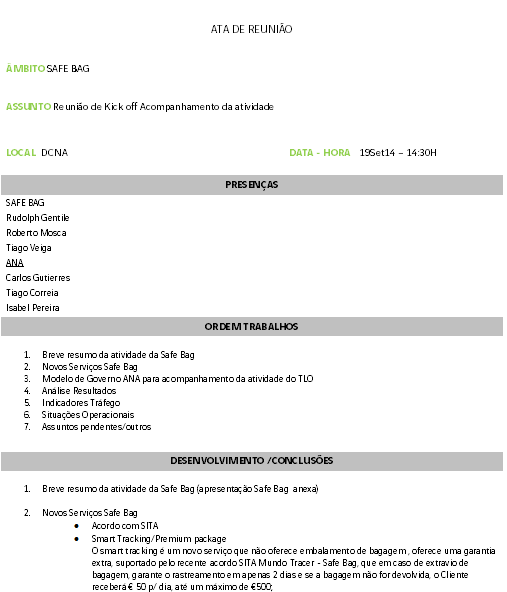 ATA DE REUNIÃO
ÂMBITO SAFE BAG
ASSUNTO Reunião de Kick off Acompanhamento da atividade
LOCAL DCNA DATA - HORA 19Set14 – 14:30H
PRESENÇAS
SAFE BAG
Rudolph Gentile
Roberto Mosca
Tiago Veiga
ANA
Carlos Gutierres
Tiago Correia
Isabel Pereira
ORDEM TRABALHOS
1. Breve resumo da atividade da Safe Bag
2. Novos Serviços Safe Bag
3. Modelo de Governo ANA para acompanhamento da atividade do TLO
4. Análise Resultados
5. Indicadores Tráfego
6. Situações Operacionais
7. Assuntos pendentes/outros
DESENVOLVIMENTO /CONCLUSÕES
1. Breve resumo da atividade da Safe Bag (apresentação Safe Bag anexa)
2. Novos Serviços Safe Bag
• Acordo com SITA
• Smart Tracking/Premium package
O smart tracking é um novo serviço que não oferece embalamento de bagagem, oferece uma garantia
extra, suportado pelo recente acordo SITA Mundo Tracer - Safe Bag, que em caso de extravio de
bagagem, garante o rastreamento em apenas 2 dias e se a bagagem não for devolvida, o Cliente
receberá € 50 p/ dia, até um máximo de €500;